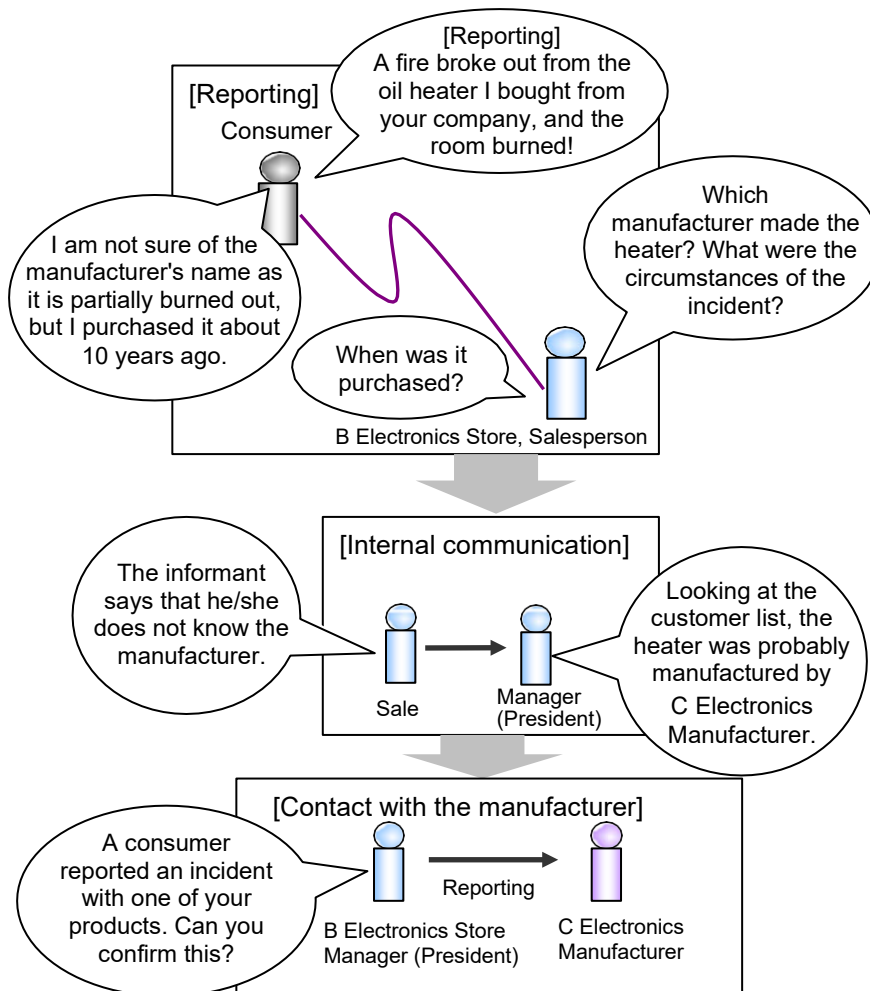 [Reporting]
A fire broke out from the
oil heater I bought from
your company, and the
room burned!
[Reporting]
Consumer
I am not sure of the
manufacturer's name as
it is partially burned out,
but I purchased it about
10 years ago.
Which
manufacturer made the
heater? What were the
circumstances of the
incident?
When was it
purchased?
B Electronics Store, Salesperson
[Internal communication]
The informant
says that he/she
does not know the
manufacturer.
Looking at the
customer list, the
heater was probably
manufactured by
C Electronics
Manufacturer.
Sale
Manager
(President)
[Contact with the manufacturer]
A consumer
reported an incident
with one of your
products. Can you
confirm this?
Reporting
B Electronics Store
Manager (President)
C Electronics
Manufacturer